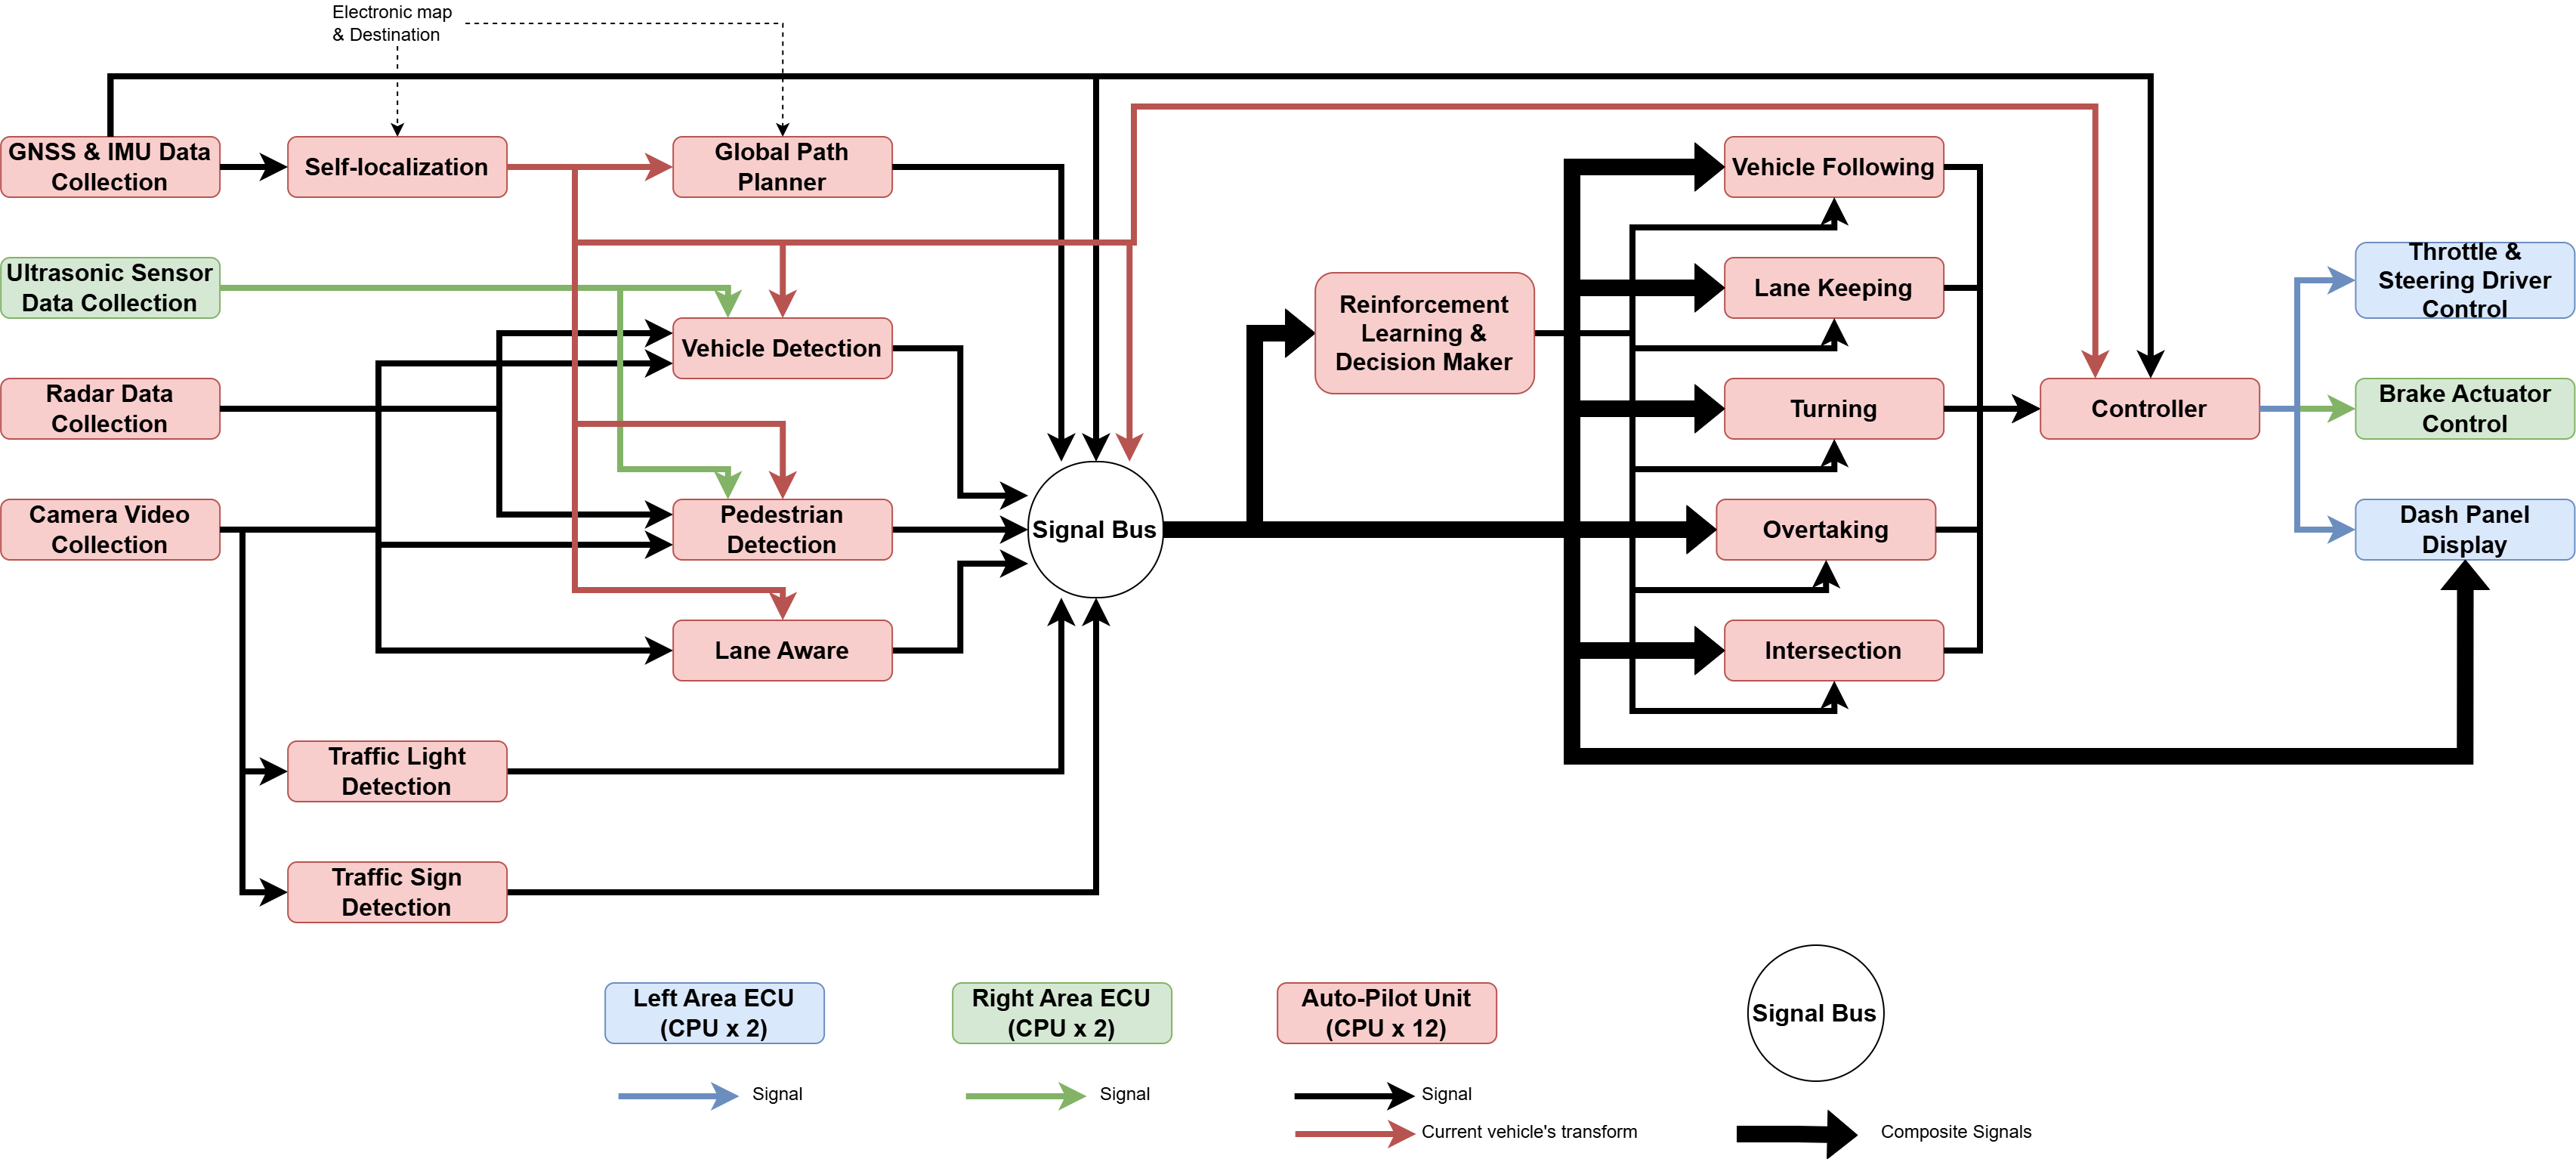 Electronic map
& Destination
GNSS & IMU Data
Collection
Self-localization
Global Path
Planner
Vehicle Following
Ultrasonic Sensor
Data Collection
Lane Keeping
Throttle &
Steering Driver
Control
Vehicle Detection
Reinforcement
Learning &
Decision Maker
Radar Data
Collection
Turning
Controller
Brake Actuator
Control
Camera Video
Collection
Pedestrian
Detection
Signal Bus
Overtaking
Dash Panel
Display
Lane Aware
Intersection
Traffic Light
Detection
Traffic Sign
Detection
Left Area ECU
(CPU x 2)
Right Area ECU
(CPU x 2)
Auto-Pilot Unit
(CPU x 12)
Signal Bus
Signal
Signal
Signal
Current vehicle's transform
Composite Signals